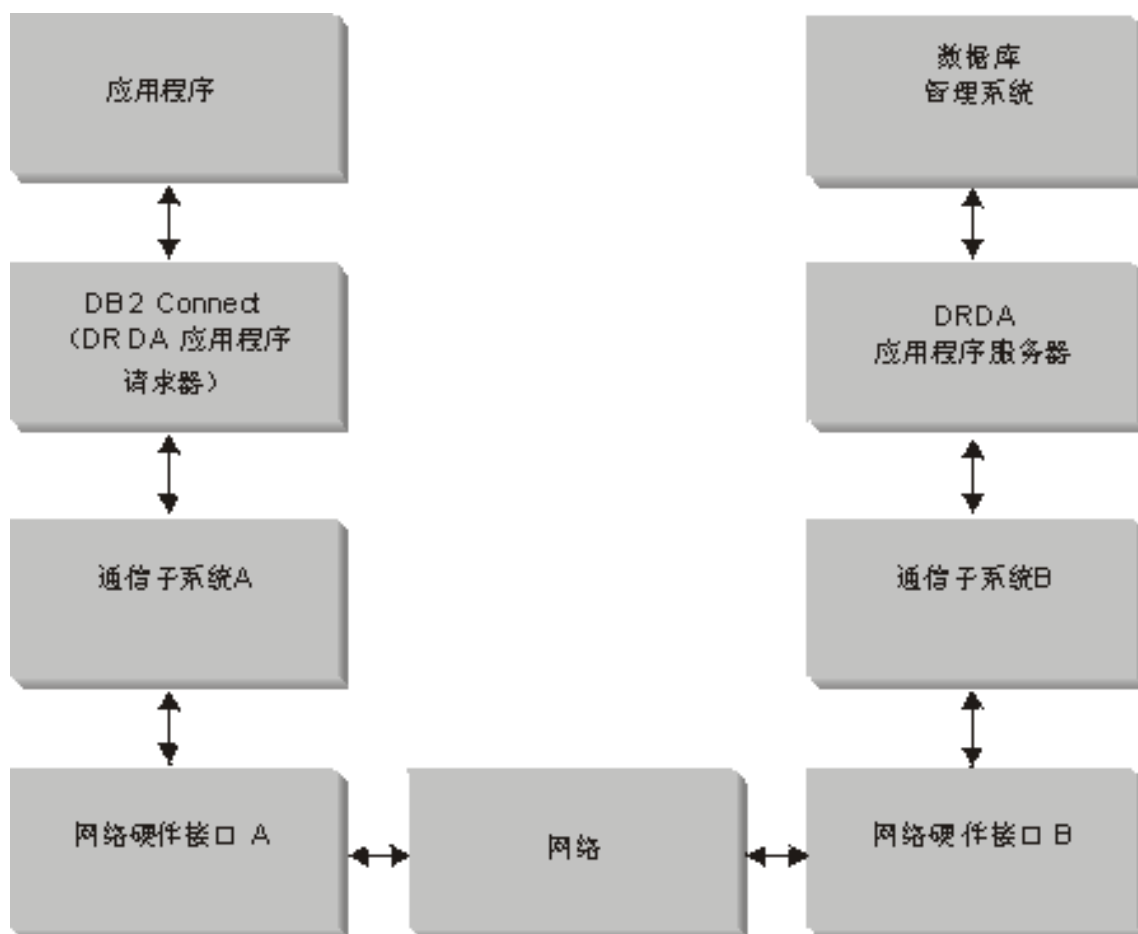 应用程序
数据库
管理系统
DB2 Connect
（DRDA 应用程序
请求器）
DRDA
应用程序服务器
通信子系统A
通信子系统B
网络硬件接口 A
网络
网络硬件接口 B